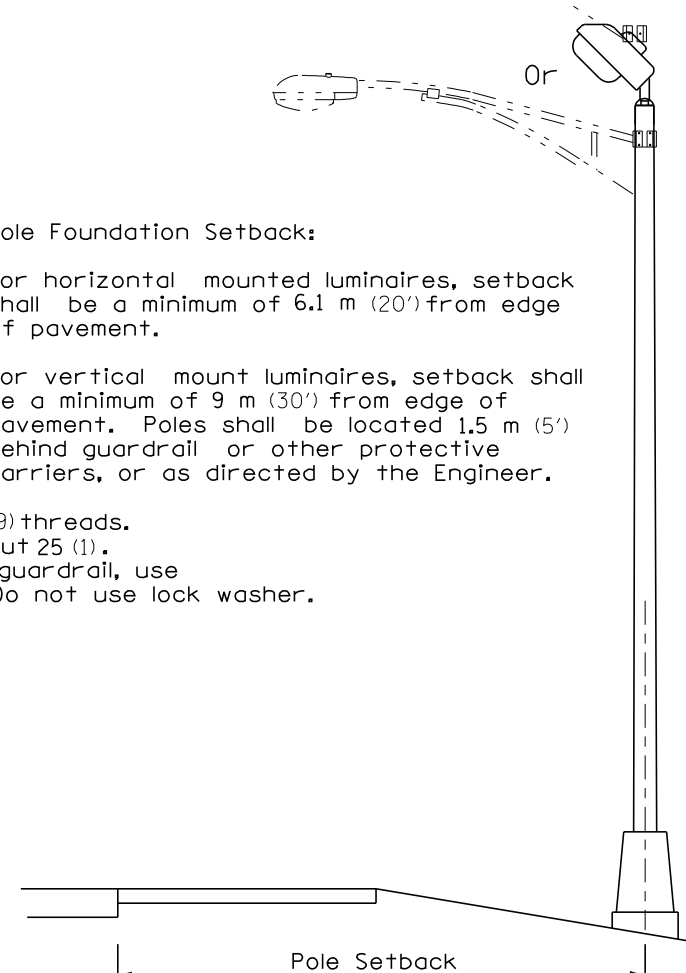 Or
ole Foundation Setback:
or horizontal mounted luminaires, setback
hall be a minimum of 6.1 m (20') from edge
f pavement.
or vertical mount luminaires, setback shall
e a minimum of 9 m (30') from edge of
avement. Poles shall be located 1.5 m (5')
ehind guardrail or other protective
arriers, or as directed by the Engineer.
9) threads.
ut 25 (1).
guardrail, use
Do not use lock washer.
Pole Setback